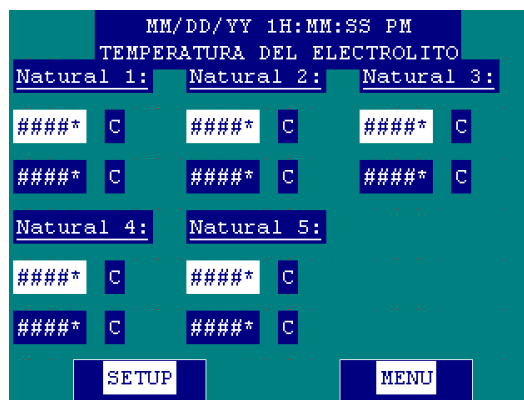 MM/DD/YY 1H:MM:SS PM
TEMPERATURA DEL ELECTROLITO
Natural 1: Natural 2: Natural 3:
####* C ####* C ####* C
####* C ####* C ####* C
Natural 4: Natural 5:
####* C ####* C
####* C ####* C
SETUP MENU